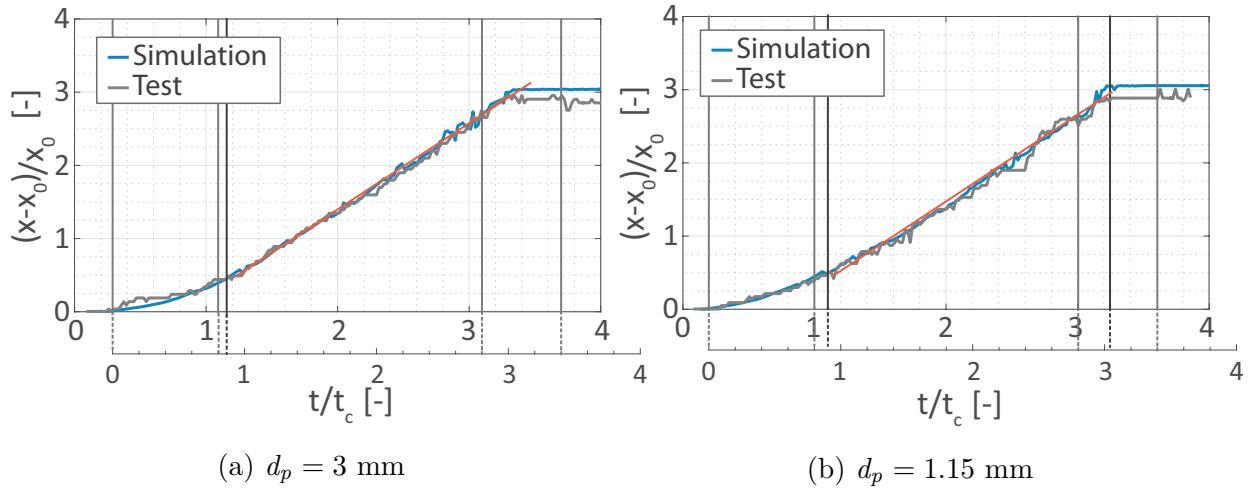 4
3
2
1
0
(x-x0)/x0 [-]
Simulation
Test
0 1 2 3 4
0 1 2 3 4
t/tc [-]
(a) dp = 3 mm
4
3
2
1
0
(x-x0)/x0 [-]
Simulation
Test
0 1 2 3 4
0 1 2 3 4
t/tc [-]
(b) dp = 1.15 mm